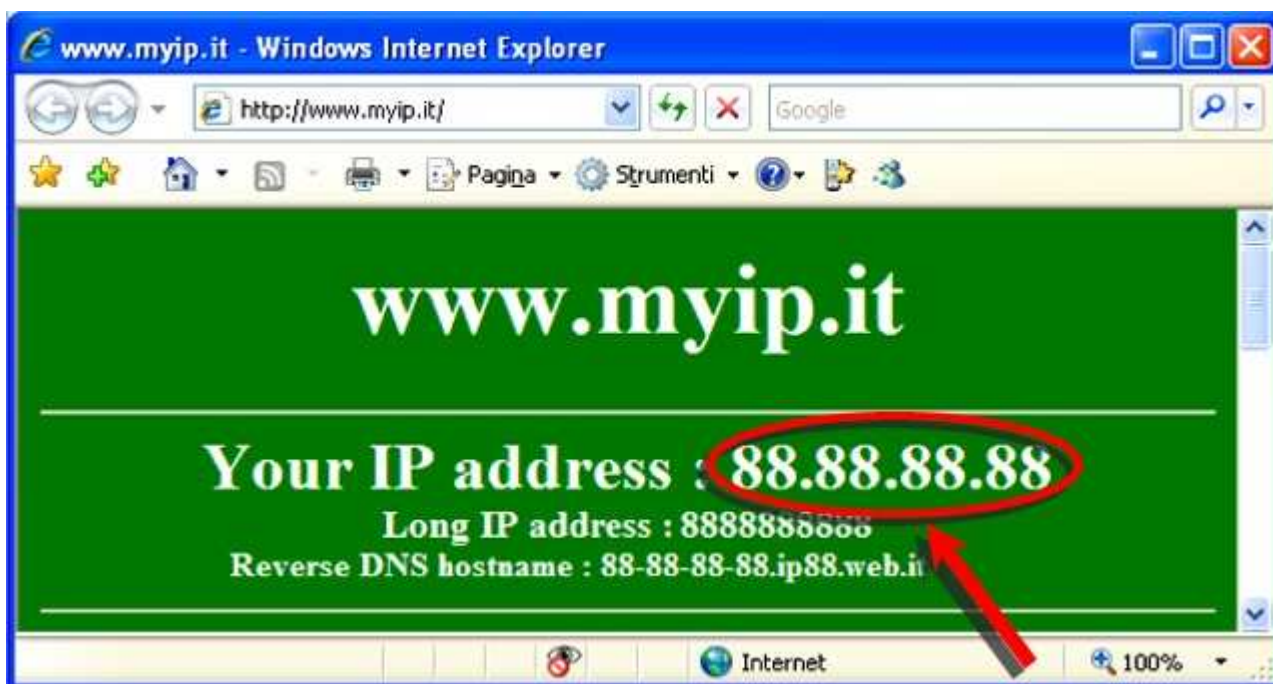 www.myip.it - Windows Internet Explorer
http://www.myip.it/
Google
Pagina
Strumenti
www.myip.it
Your IP address : 88.88.88.88
Long IP address : 8888888888
Reverse DNS hostname : 88-88-88-88.ip88.web.it
Internet
100%